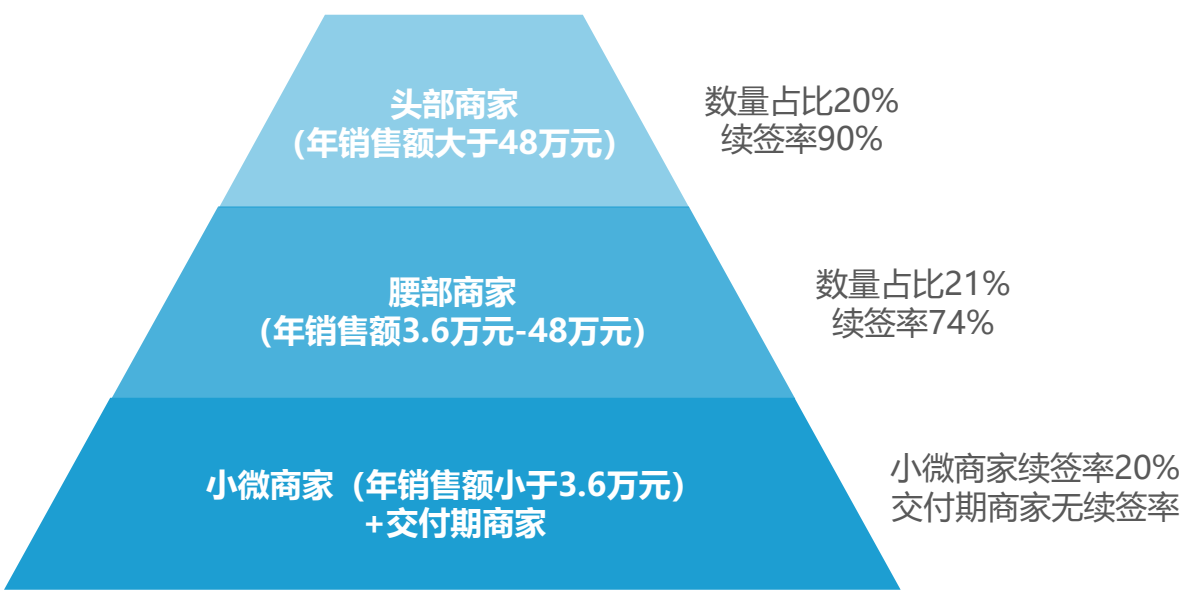 头部商家
（年销售额大于48万元）
数量占比20%
续签率90%
腰部商家
（年销售额3.6万元-48万元）
数量占比21%
续签率74%
小微商家（年销售额小于3.6万元）
+交付期商家
小微商家续签率20%
交付期商家无续签率